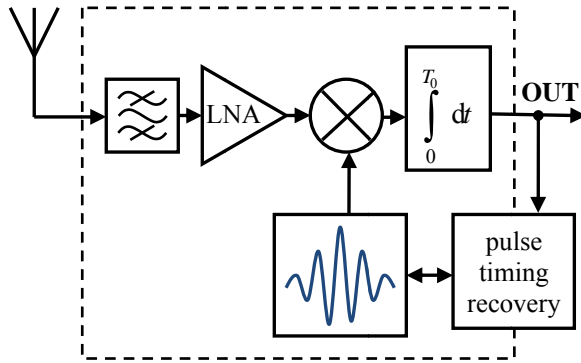 LNA
T₀
∫ dt
0
OUT
pulse
timing
recovery